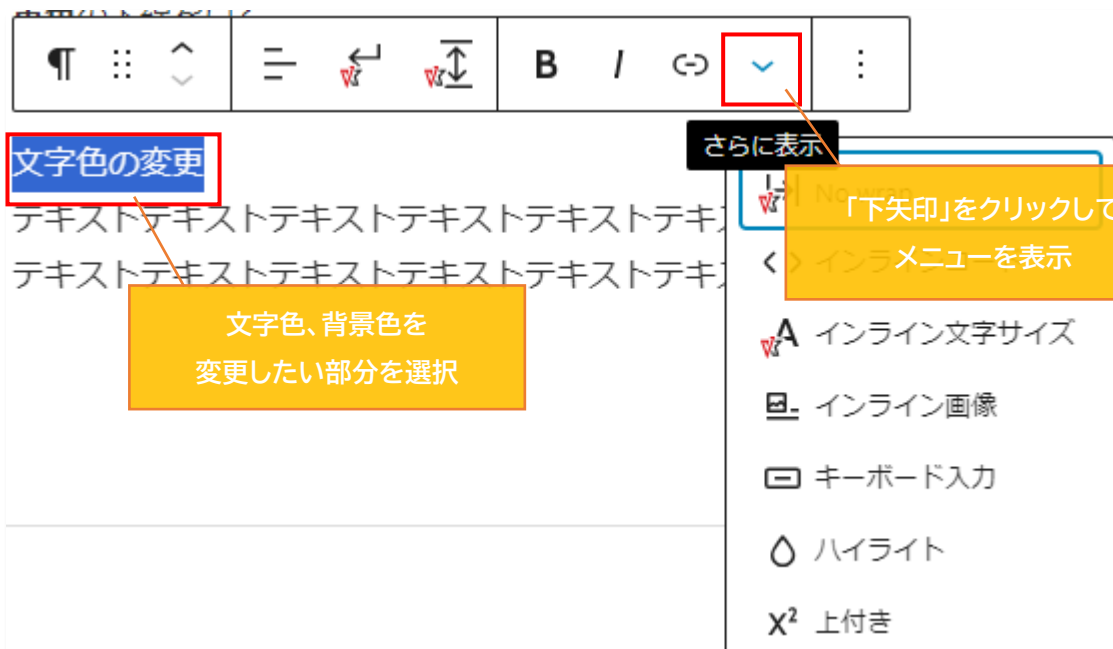 B I
さらに表示
文字色の変更
No wrap
「下矢印」をクリックして
メニューを表示
テキストテキストテキストテキストテキストテキ
テキストテキストテキストテキストテキストテキ
文字色、背景色を
変更したい部分を選択
A インライン文字サイズ
インライン画像
キーボード入力
ハイライト
X² 上付き